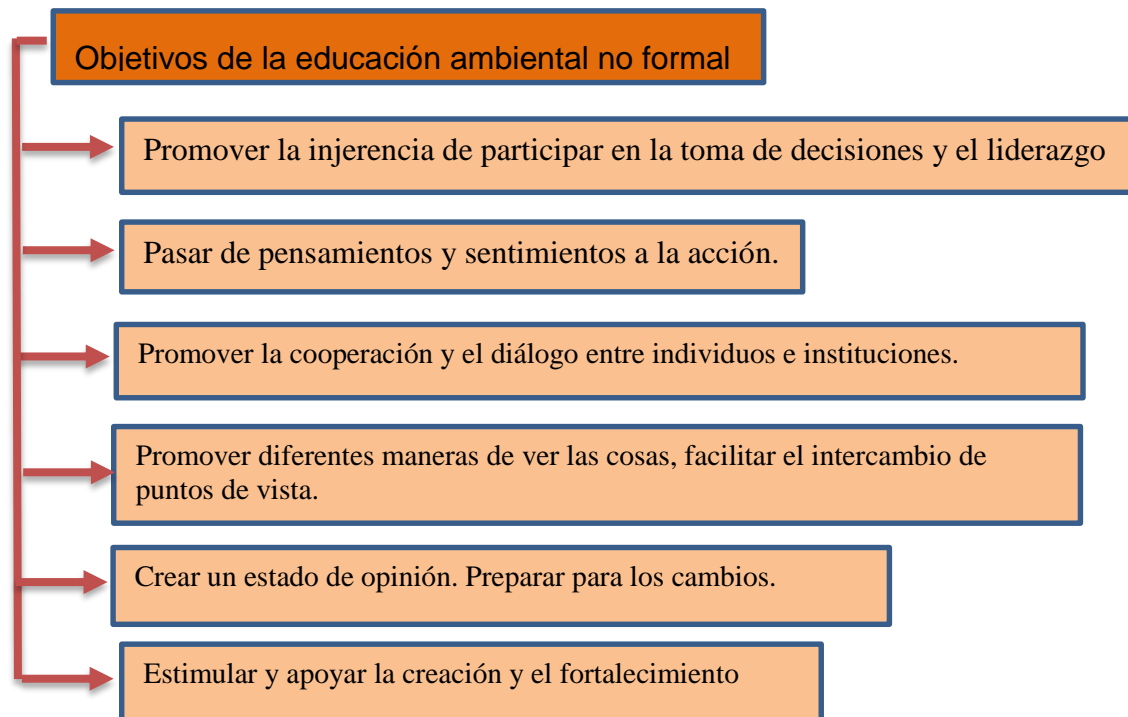 Objetivos de la educación ambiental no formal
Promover la injerencia de participar en la toma de decisiones y el liderazgo
Pasar de pensamientos y sentimientos a la acción.
Promover la cooperación y el diálogo entre individuos e instituciones.
Promover diferentes maneras de ver las cosas, facilitar el intercambio de
puntos de vista.
Crear un estado de opinión. Preparar para los cambios.
Estimular y apoyar la creación y el fortalecimiento